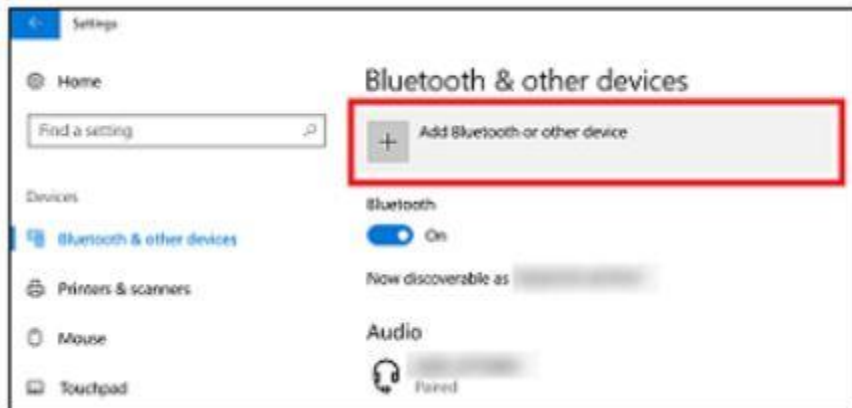 Settings
Home
Find a setting
Devices
Bluetooth & other devices
Printers & scanners
Mouse
Touchpad
Bluetooth & other devices
Add Bluetooth or other device
Bluetooth
On
Now discoverable as
Audio
Paired